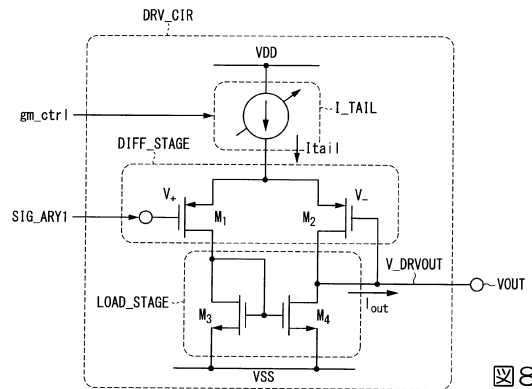 DRV_CIR
VDD
gm_ctrl
I_TAIL
Itail
DIFF_STAGE
V+
V-
SIG_ARY1
M1
M2
V_DRVOUT
VOUT
Iout
LOAD_STAGE
M3
M4
VSS
図8